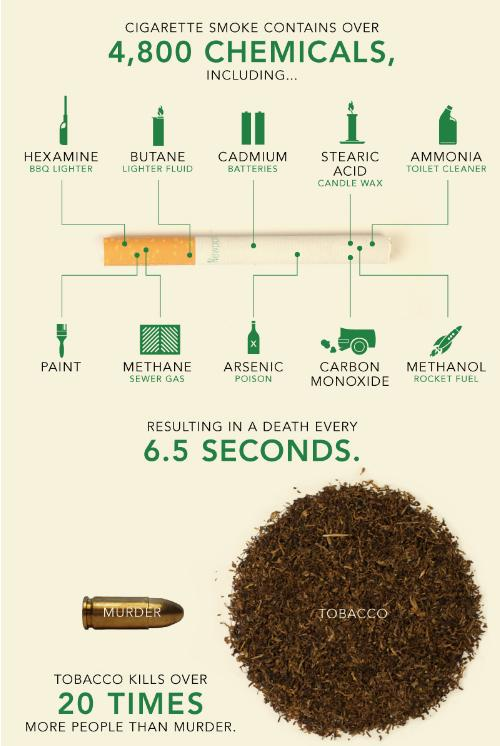 CIGARETTE SMOKE CONTAINS OVER
4,800 CHEMICALS,
INCLUDING...
HEXAMINE
BBQ LIGHTER
BUTANE
LIGHTER FLUID
CADMIUM
BATTERIES
STEARIC
ACID
CANDLE WAX
AMMONIA
TOILET CLEANER
PAINT
METHANE
SEWER GAS
X
ARSENIC
POISON
CARBON
MONOXIDE
METHANOL
ROCKET FUEL
RESULTING IN A DEATH EVERY
6.5 SECONDS.
MURDER
TOBACCO
TOBACCO KILLS OVER
20 TIMES
MORE PEOPLE THAN MURDER.